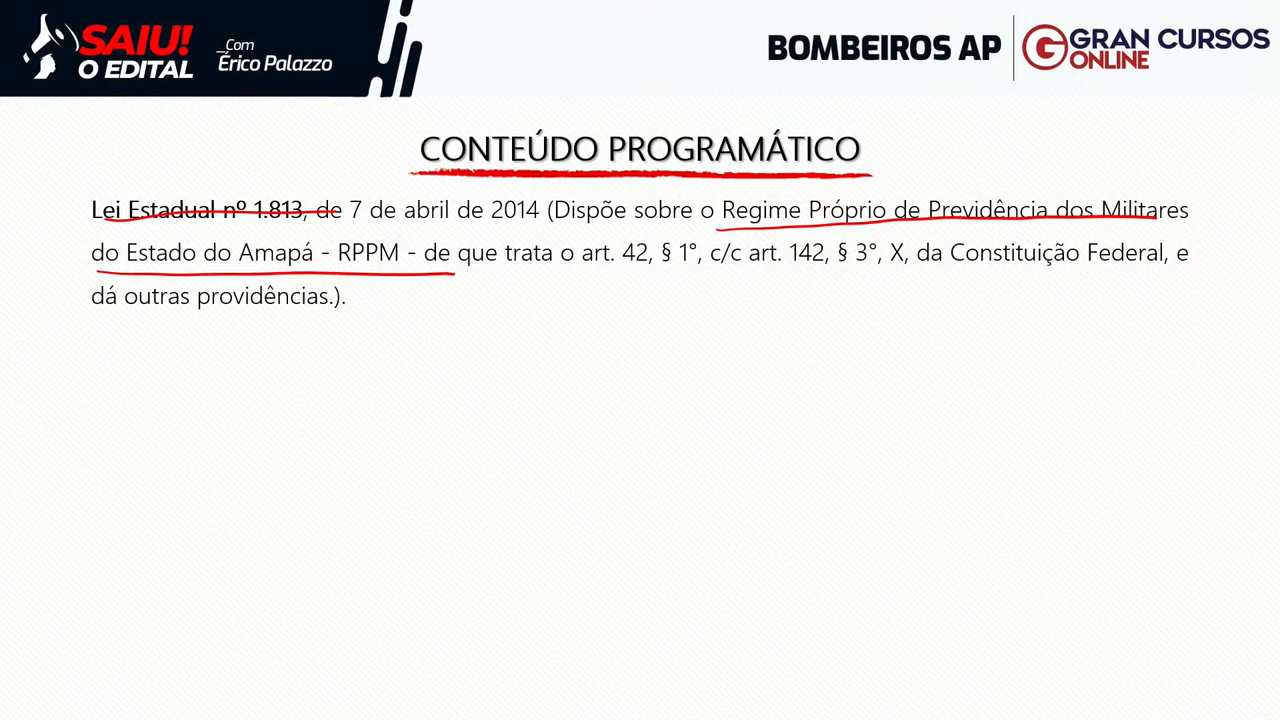 SAIU!
O EDITAL
_Com
Érico Palazzo
BOMBEIROS AP
GRAN CURSOS
ONLINE
CONTEÚDO PROGRAMÁTICO
Lei Estadual nº 1.813, de 7 de abril de 2014 (Dispõe sobre o Regime Próprio de Previdência dos Militares
do Estado do Amapá - RPPM - de que trata o art. 42, § 1°, c/c art. 142, § 3°, X, da Constituição Federal, e
dá outras providências.).